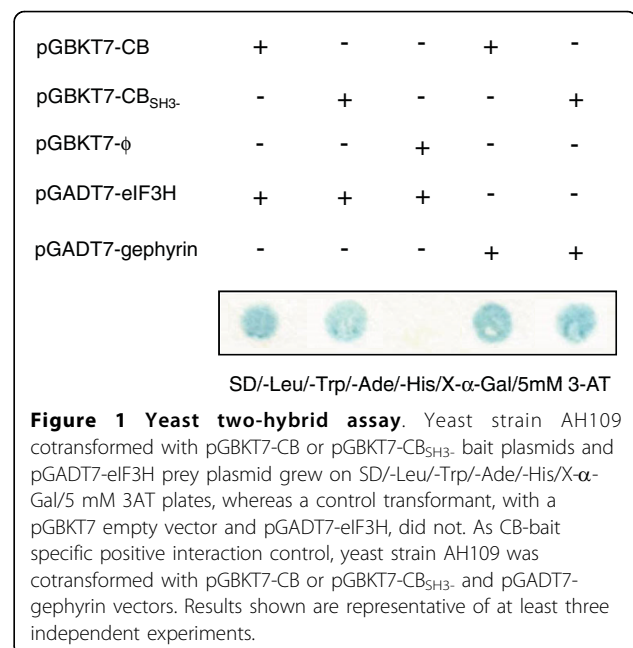 pGBKT7-CB + - - + -
pGBKT7-CBSH3- - + - - +
pGBKT7-ϕ - - + - -
pGADT7-eIF3H + + + - -
pGADT7-gephyrin - - - + +
SD/-Leu/-Trp/-Ade/-His/X-α-Gal/5mM 3-AT
Figure 1 Yeast two-hybrid assay. Yeast strain AH109
cotransformed with pGBKT7-CB or pGBKT7-CBSH3- bait plasmids and
pGADT7-eIF3H prey plasmid grew on SD/-Leu/-Trp/-Ade/-His/X-α-
Gal/5 mM 3AT plates, whereas a control transformant, with a
pGBKT7 empty vector and pGADT7-eIF3H, did not. As CB-bait
specific positive interaction control, yeast strain AH109 was
cotransformed with pGBKT7-CB or pGBKT7-CBSH3- and pGADT7-
gephyrin vectors. Results shown are representative of at least three
independent experiments.